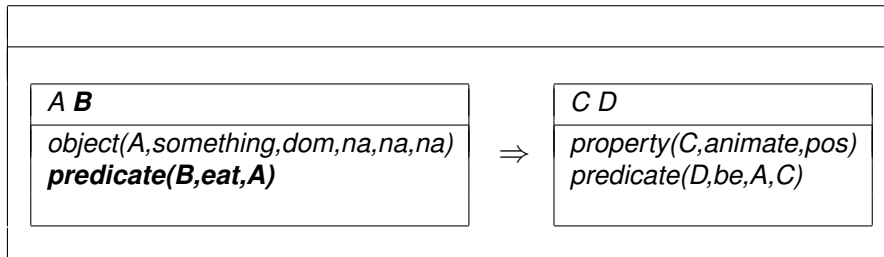 A B
object(A,something,dom,na,na,na)
predicate(B,eat,A)
⇒
C D
property(C,animate,pos)
predicate(D,be,A,C)